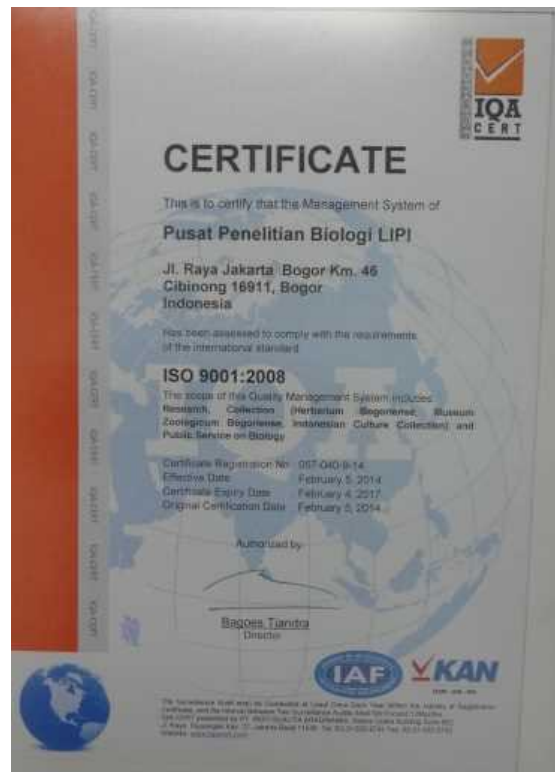 IQA
CERT
CERTIFICATE
This is to certify that the Management System of
Pusat Penelitian Biologi LIPI
Jl. Raya Jakarta Bogor Km. 46
Cibinong 16911, Bogor
Indonesia
Has been assessed to comply with the requirements
of the international standard
ISO 9001:2008
The scope of this Quality Management System includes
Research, Collection (Herbarium Bogoriense, Museum
Zoologicum Bogoriense, Indonesian Culture Collection) and
Public Service on Biology
Certificate Registration No 057-040-9-14
Effective Date February 5, 2014
Certificate Expiry Date February 4, 2017
Original Certification Date February 5, 2014
Authorized by
Bagoes Tjandra
Director
IAF
KAN